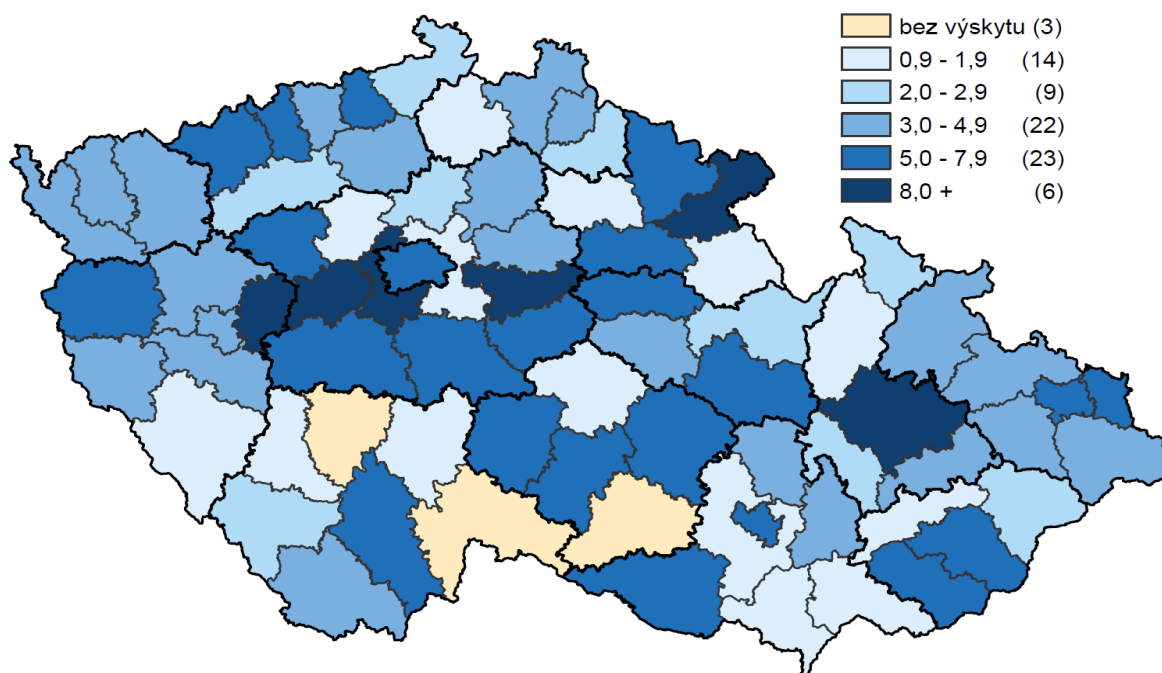 bez výskytu (3)
0,9 - 1,9 (14)
2,0 - 2,9 (9)
3,0 - 4,9 (22)
5,0 - 7,9 (23)
8,0 + (6)